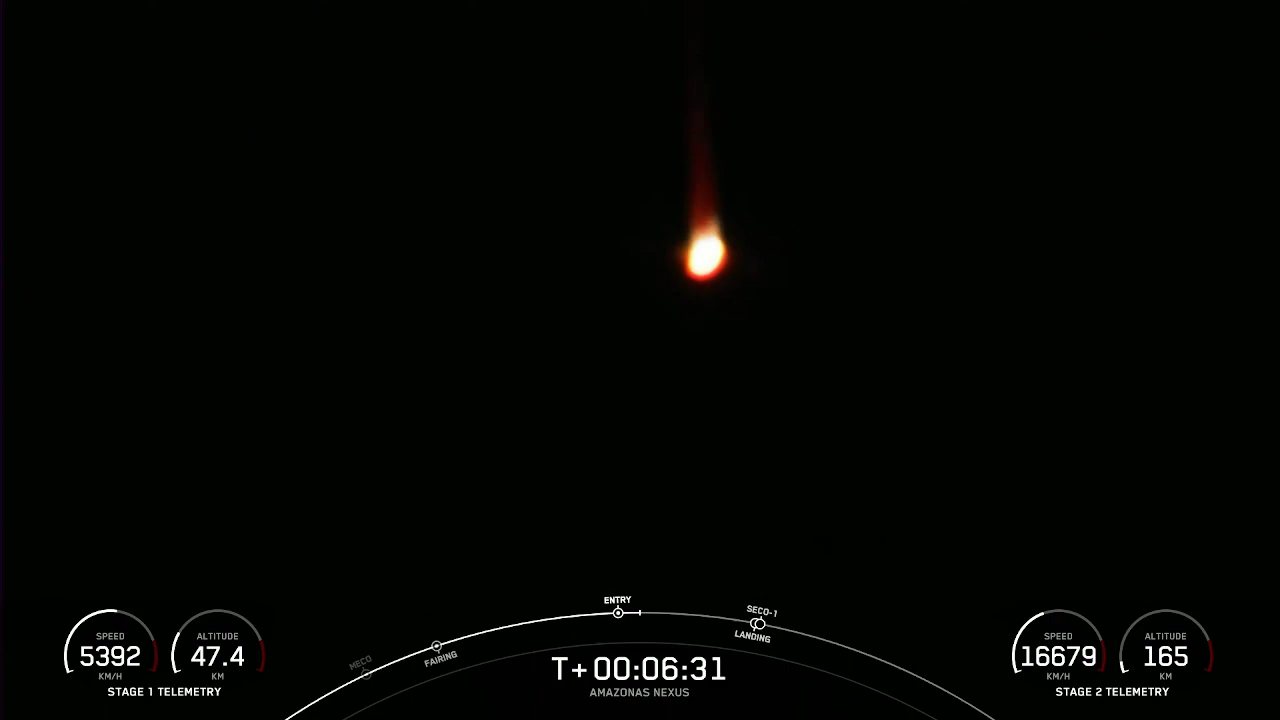 ENTRY
SECO-1
LANDING
MECO
FAIRING
SPEED
5392
KM/H
ALTITUDE
47.4
KM
STAGE 1 TELEMETRY
T+00:06:31
AMAZONAS NEXUS
SPEED
16679
KM/H
ALTITUDE
165
KM
STAGE 2 TELEMETRY